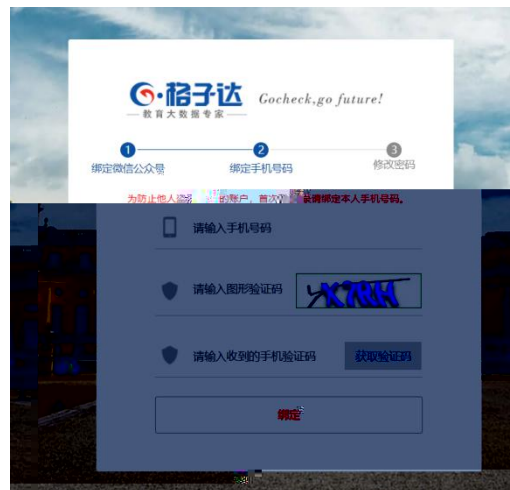 格子达 Gocheck,go future!
教育大数据专家
1 2 3
绑定微信公众号 绑定手机号码 修改密码
为防止他人 的账户，首次 请绑定本人手机号码。
请输入手机号码
请输入图形验证码
请输入收到的手机验证码 获取验证码
绑定